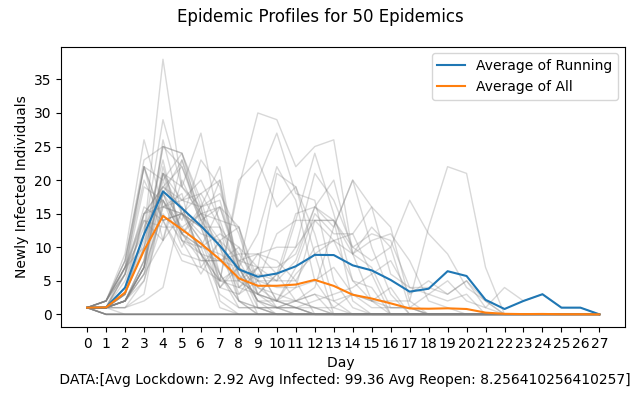 Epidemic Profiles for 50 Epidemics
Average of Running
Average of All
Newly Infected Individuals
35
30
25
20
15
10
5
0
0 1 2 3 4 5 6 7 8 9 10 11 12 13 14 15 16 17 18 19 20 21 22 23 24 25 26 27
Day
DATA:[Avg Lockdown: 2.92 Avg Infected: 99.36 Avg Reopen: 8.256410256410257]